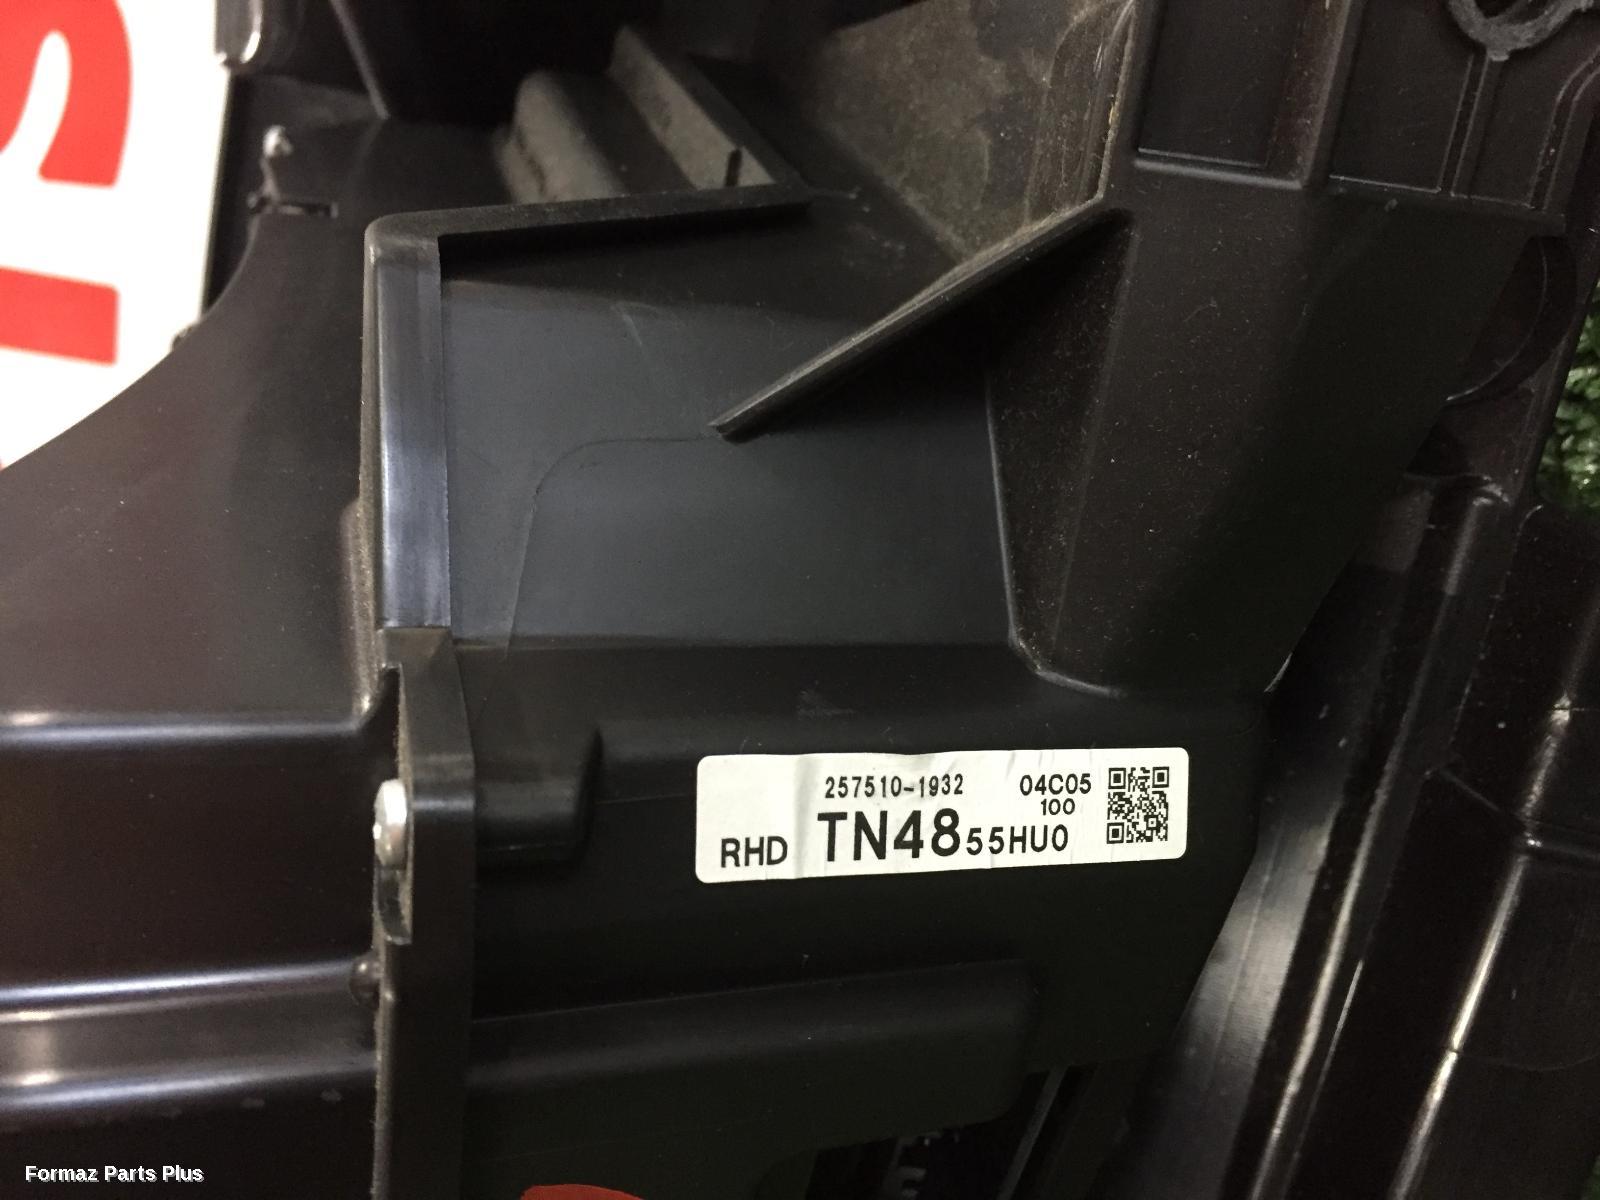 257510-1932 04C05
100
RHD TN4855HU0
Formaz Parts Plus